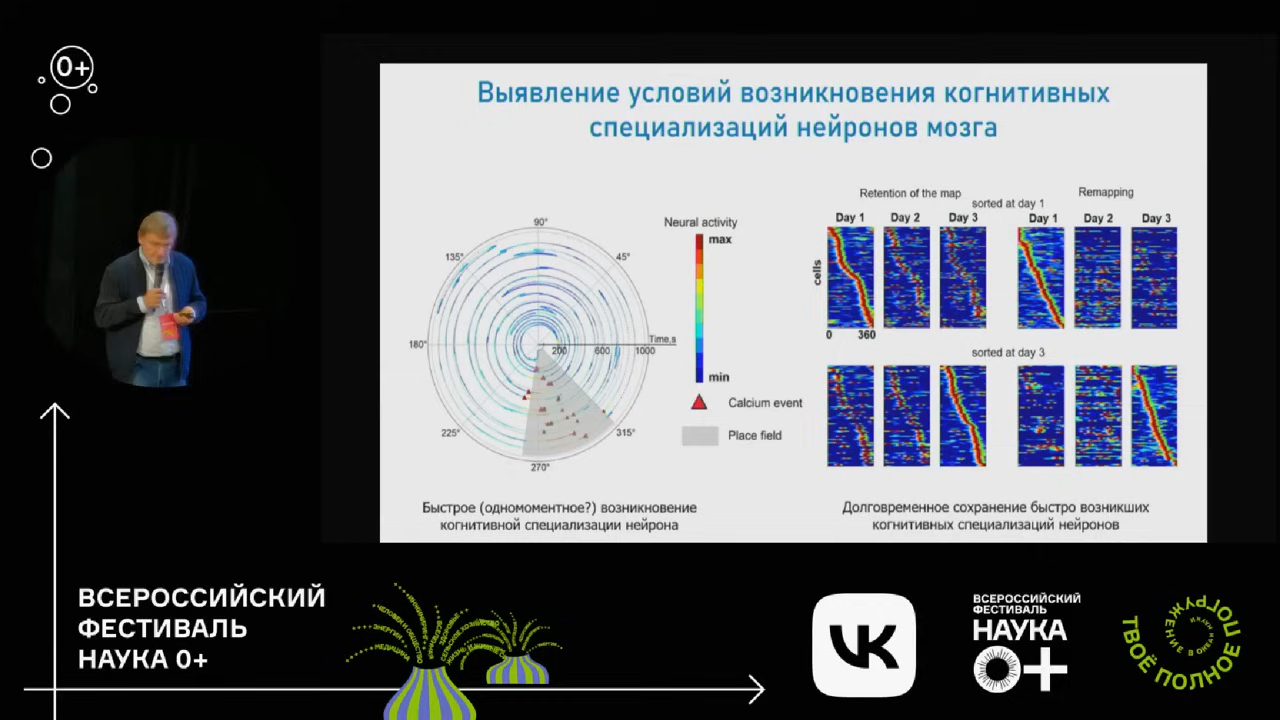 0+
Выявление условий возникновения когнитивных
специализаций нейронов мозга
90°
135°
45°
180°
Time,s
200
600
1000
225°
315°
270°
Neural activity
max
min
Calcium event
Place field
Retention of the map
Remapping
sorted at day 1
Day 1
Day 2
Day 3
Day 1
Day 2
Day 3
cells
0
360
sorted at day 3
Быстрое (одномоментное?) возникновение
когнитивной специализации нейрона
Долговременное сохранение быстро возникших
когнитивных специализаций нейронов
ВСЕРОССИЙСКИЙ
ФЕСТИВАЛЬ
НАУКА 0+
VK
ВСЕРОССИЙСКИЙ
ФЕСТИВАЛЬ
НАУКА
0+
ТВОЁ ПОЛНОЕ ПОГРУЖЕНИЕ